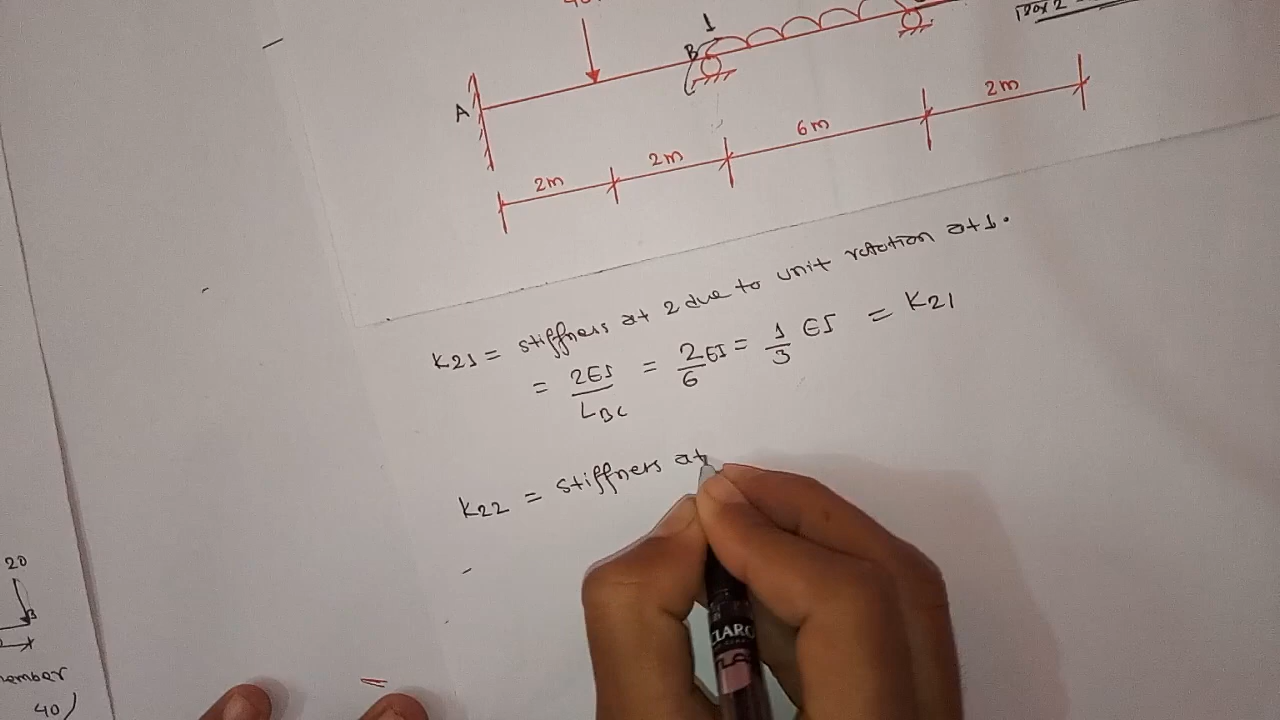 1
B
A
2m
6m
2m
2m
K21 = stiffness at 2 due to unit rotation at 1.
= 2EI/LBC = 2/6 EI = 1/3 EI = K21
K22 = stiffness at
20
B
member
40)
CLARO